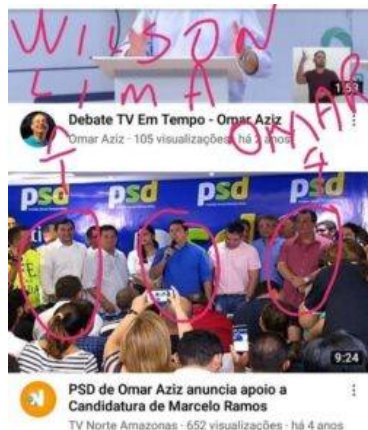 WILSON
LIMA
1:53
Debate TV Em Tempo - Omar Aziz
Omar Aziz · 105 visualizações · há 2 anos
OMAR
psd psd psd psd
9:24
PSD de Omar Aziz anuncia apoio a
Candidatura de Marcelo Ramos
TV Norte Amazonas · 652 visualizações · há 4 anos